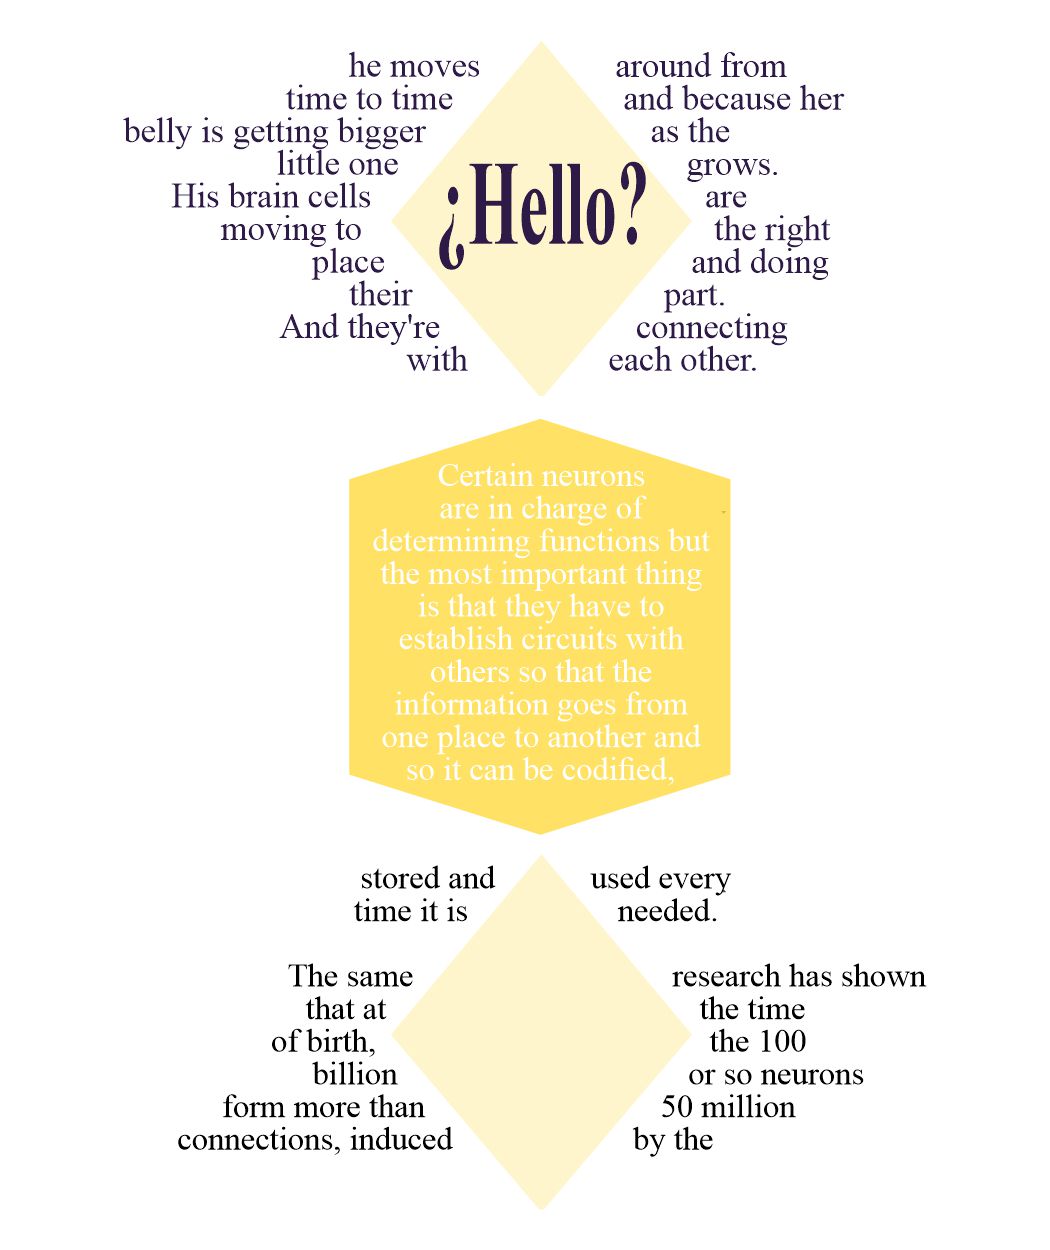 he moves around from
time to time and because her
belly is getting bigger as the
little one grows.
¿Hello?
His brain cells are
moving to the right
place and doing
their part.
And they're connecting
with each other.
Certain neurons
are in charge of
determining functions but
the most important thing
is that they have to
establish circuits with
others so that the
information goes from
one place to another and
so it can be codified,
stored and used every
time it is needed.
The same research has shown
that at the time
of birth, the 100
billion or so neurons
form more than 50 million
connections, induced by the